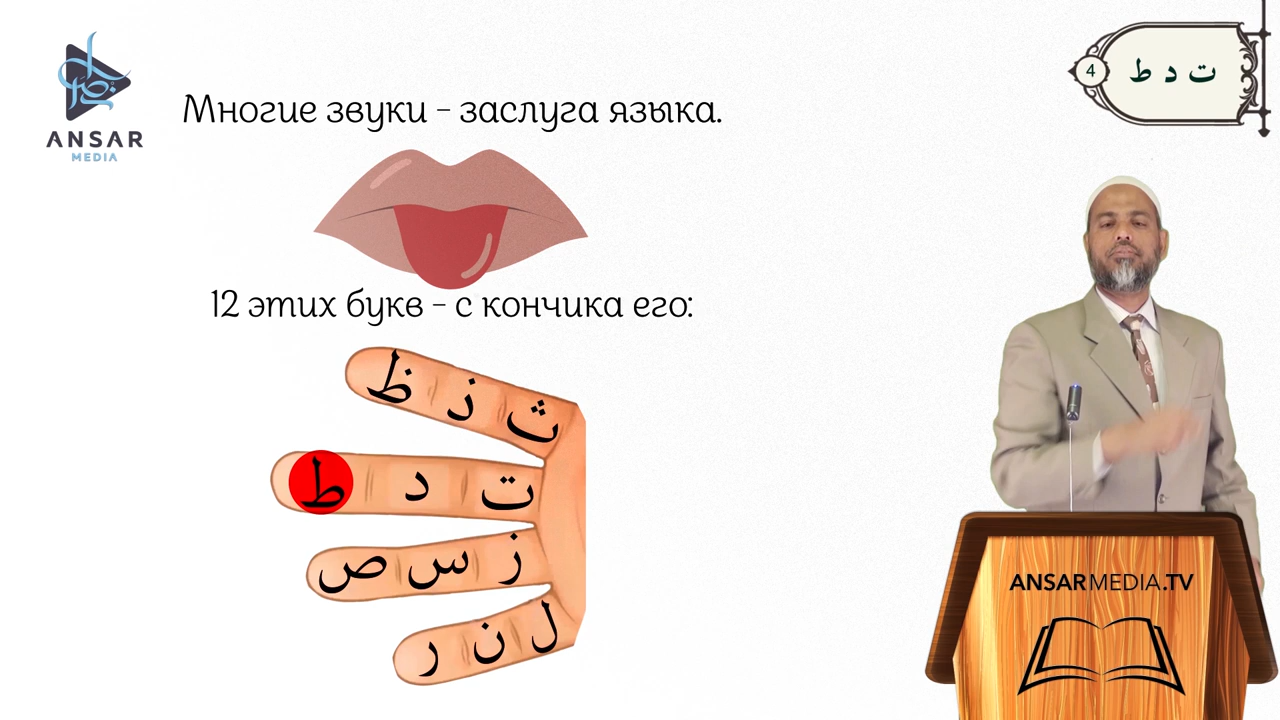 ANSAR
MEDIA
Многие звуки - заслуга языка.
4
ت د ط
12 этих букв - с кончика его:
ث ذ ظ
ت د ط
ز س ص
ل ن ر
ANSARMEDIA.TV